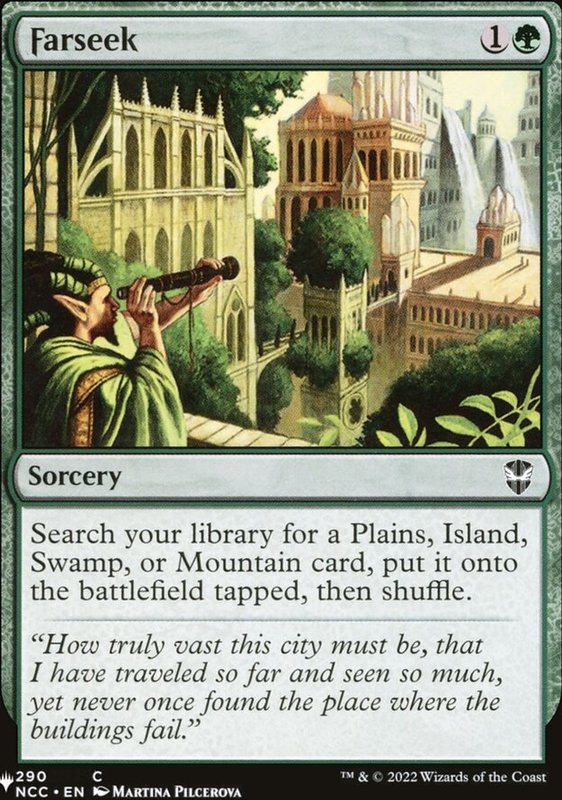 Farseek 1
Sorcery
Search your library for a Plains, Island,
Swamp, or Mountain card, put it onto
the battlefield tapped, then shuffle.
“How truly vast this city must be, that
I have traveled so far and seen so much,
yet never once found the place where the
buildings fail.”
290 C
NCC • EN MARTINA PILCEROVA
™ & © 2022 Wizards of the Coast